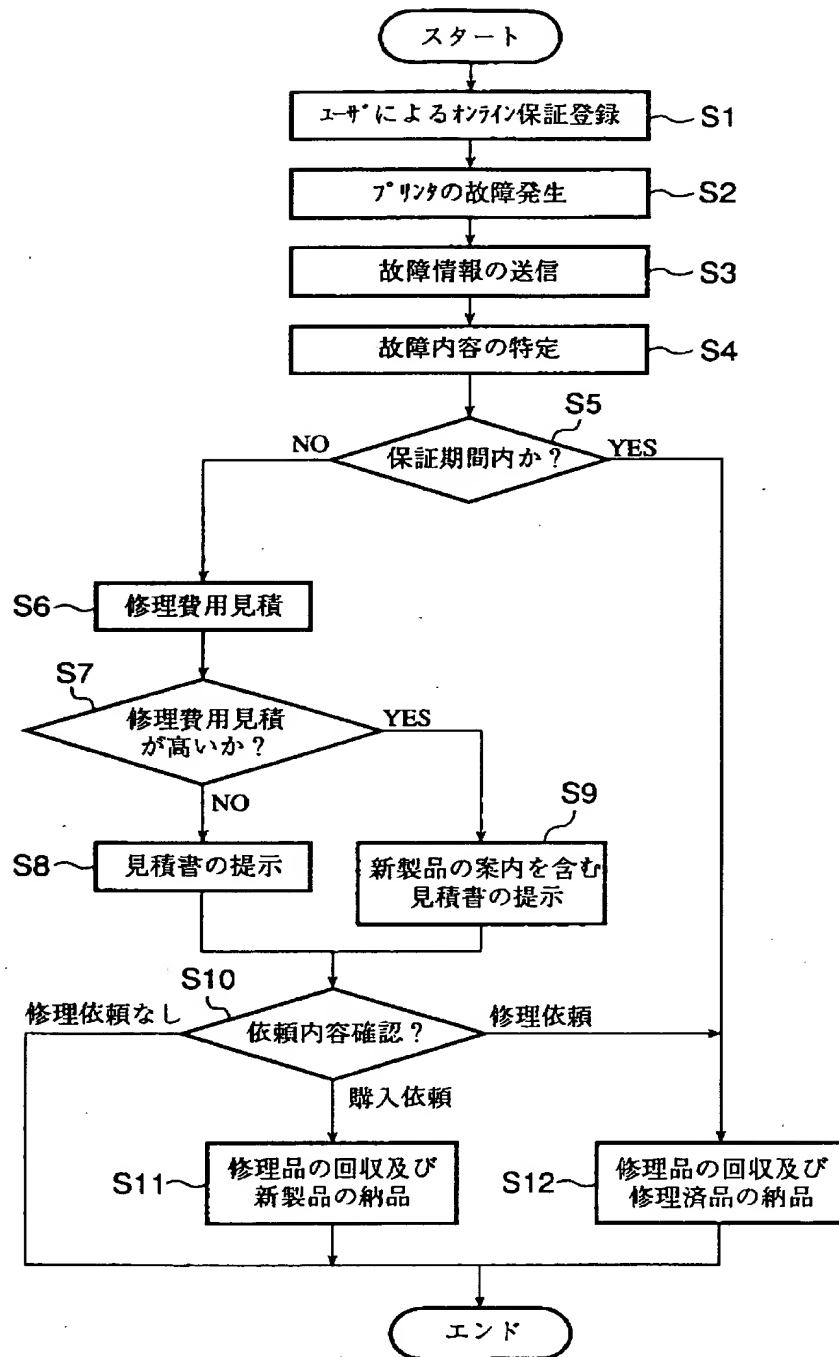 スタート
ユーザによるオンライン保証登録
S1
プリンタの故障発生
S2
故障情報の送信
S3
故障内容の特定
S4
S5
NO
保証期間内か?
YES
S6
修理費用見積
S7
修理費用見積
が高いか?
YES
NO
S9
S8
見積書の提示
新製品の案内を含む
見積書の提示
S10
修理依頼なし
依頼内容確認?
修理依頼
購入依頼
S11
修理品の回収及び
新製品の納品
S12
修理品の回収及び
修理済品の納品
エンド